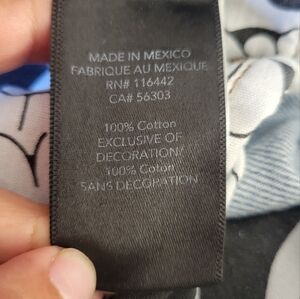 MADE IN MEXICO
FABRIQUE AU MEXIQUE
RN# 116442
CA# 56303
100% Cotton
EXCLUSIVE OF
DECORATION/
100% Coton
SANS DECORATION